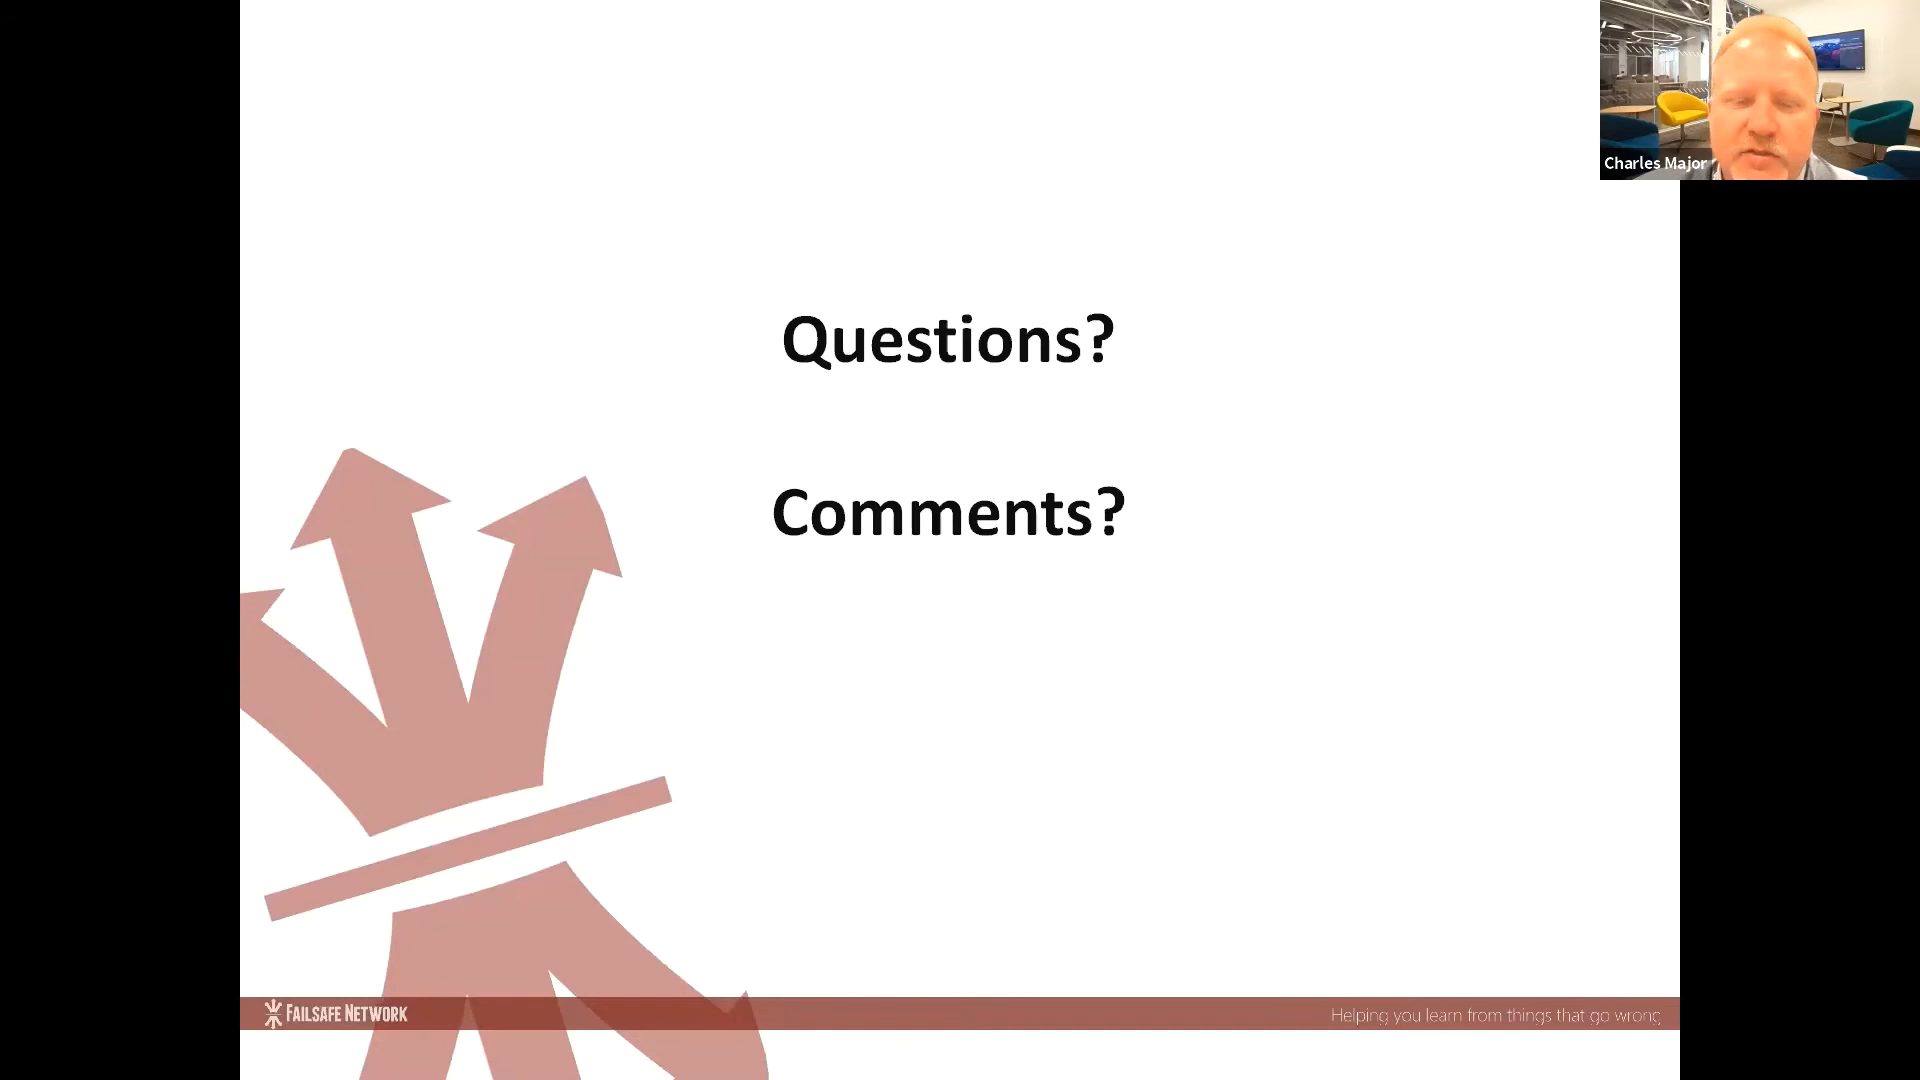 Charles Major
Questions?
Comments?
FAILSAFE NETWORK
Helping you learn from things that go wrong